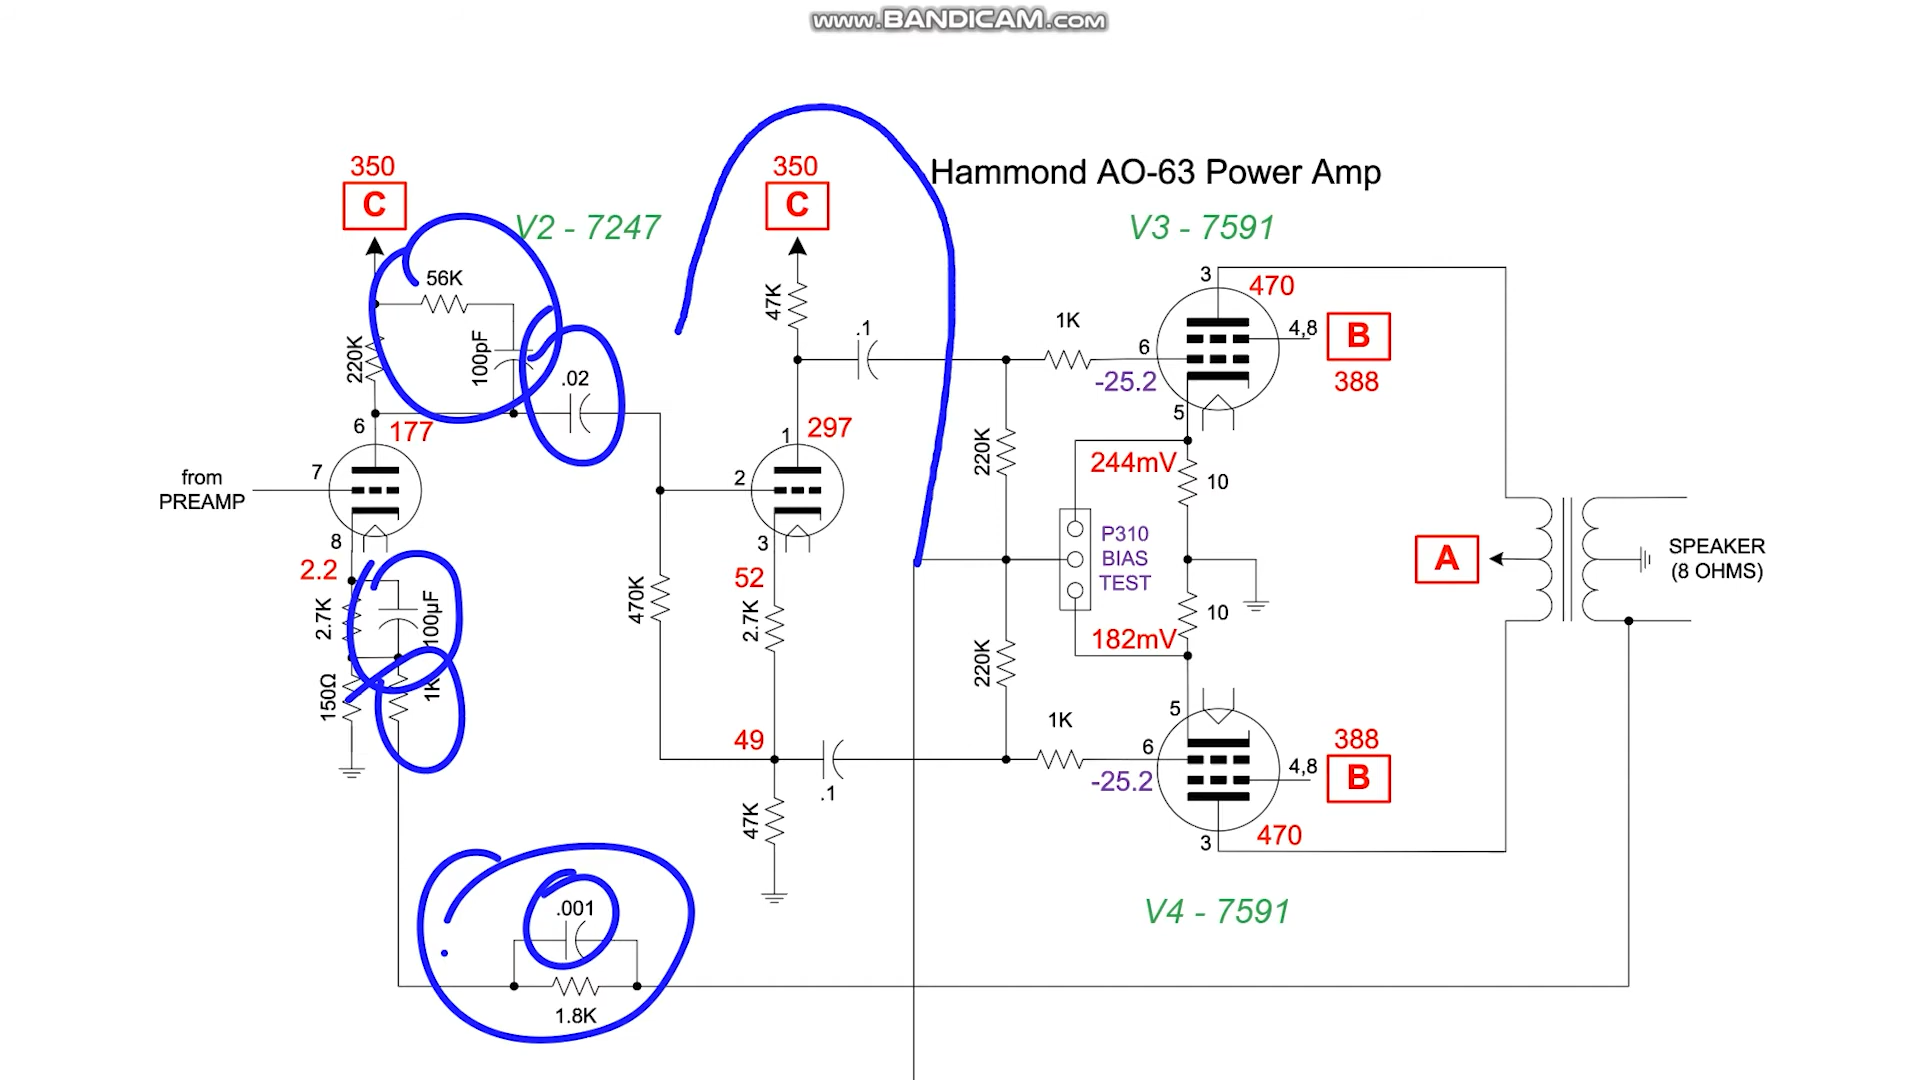 www.BANDICAM.com
Hammond AO-63 Power Amp
350
C
V2 - 7247
350
C
V3 - 7591
56K
220K
100pF
.02
6
177
from
PREAMP
7
8
2.2
2.7K
100µF
150Ω
1K
47K
.1
1
297
2
3
52
470K
2.7K
49
.1
47K
220K
220K
1K
6
-25.2
3
470
4,8
B
388
5
244mV
10
P310
BIAS
TEST
10
182mV
5
1K
6
-25.2
388
4,8
B
3
470
A
SPEAKER
(8 OHMS)
V4 - 7591
.001
1.8K